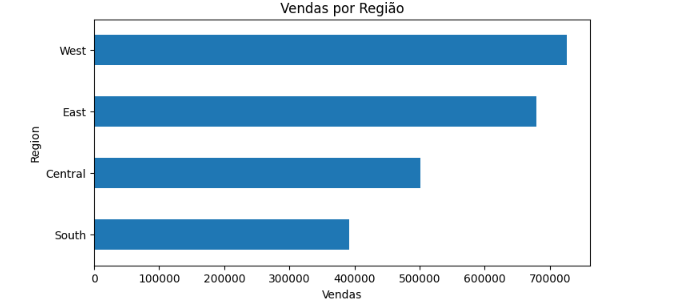 Vendas por Região
West
East
Central
South
Region
0 100000 200000 300000 400000 500000 600000 700000
Vendas